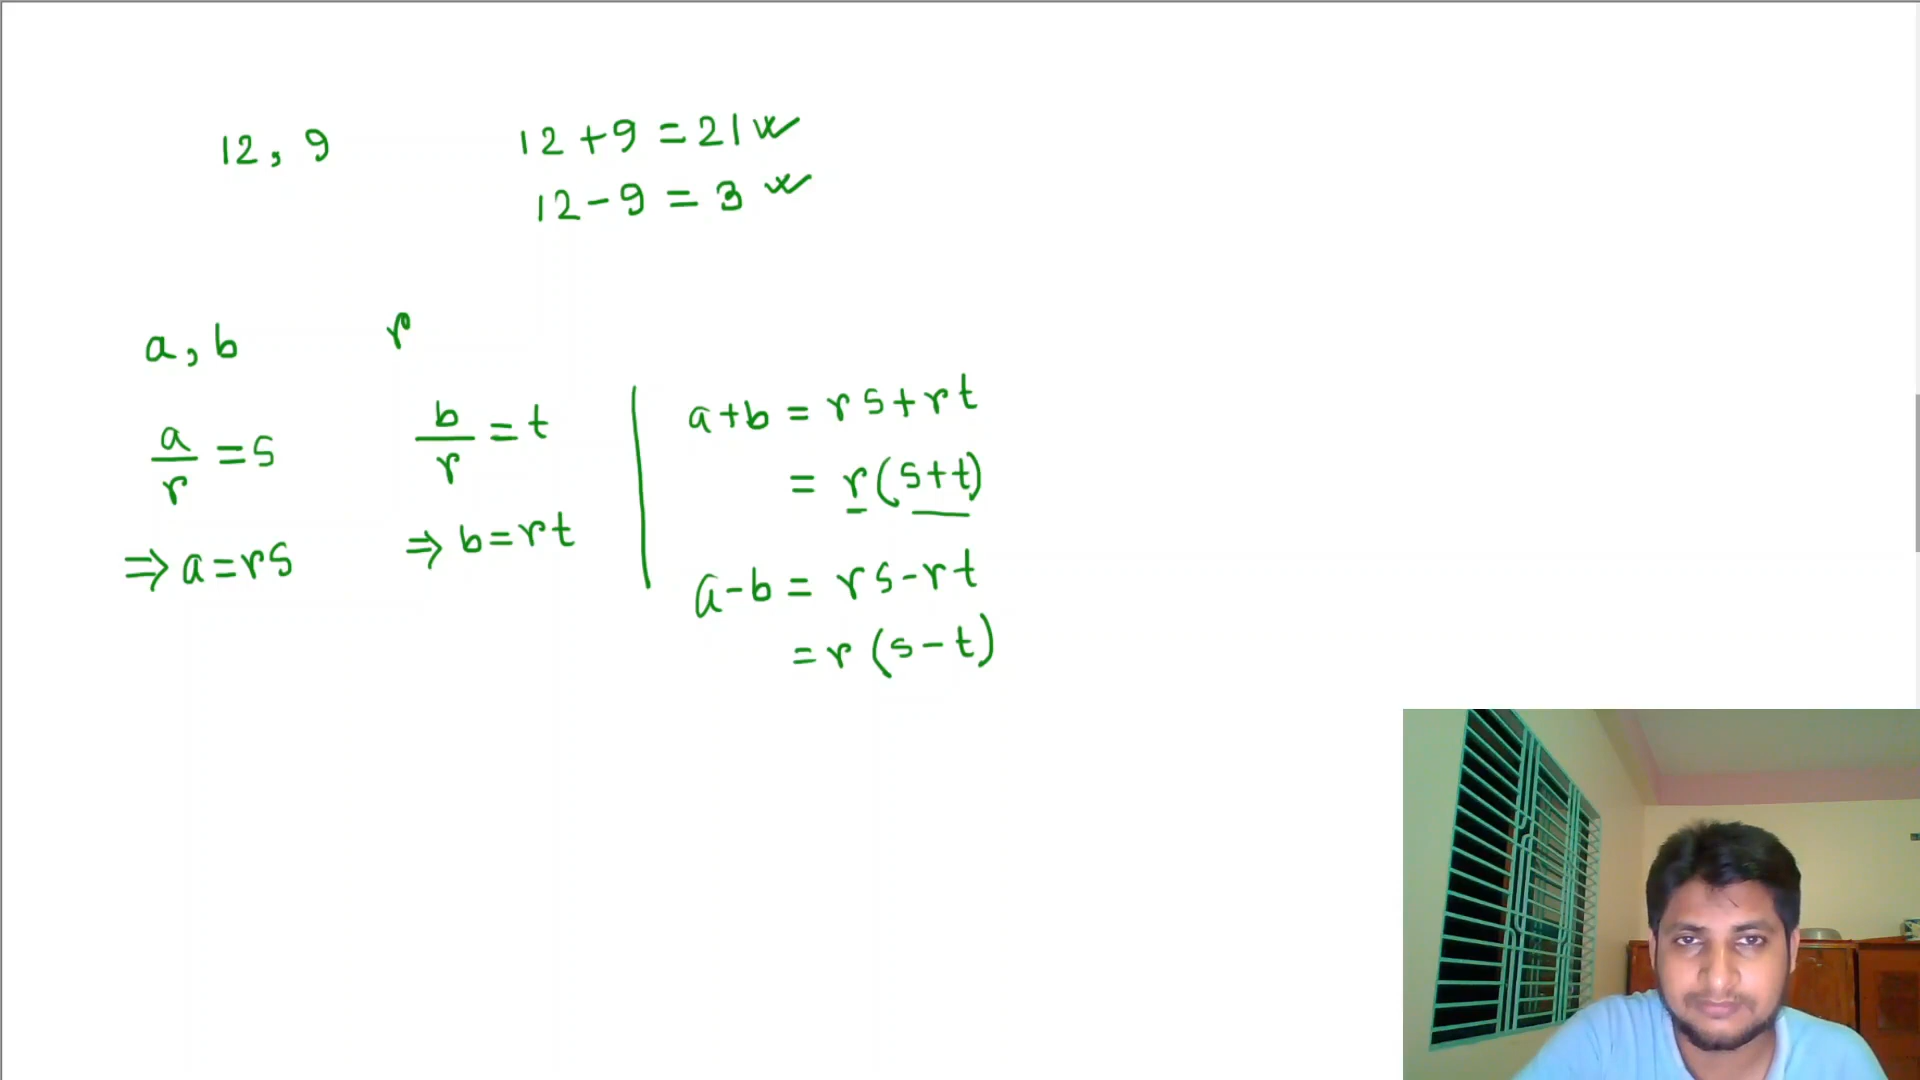 12, 9
12 + 9 = 21
12 - 9 = 3
a, b
r
a/r = s
⇒ a = rs
b/r = t
⇒ b = rt
a + b = rs + rt
= r(s+t)
a - b = rs - rt
= r(s - t)